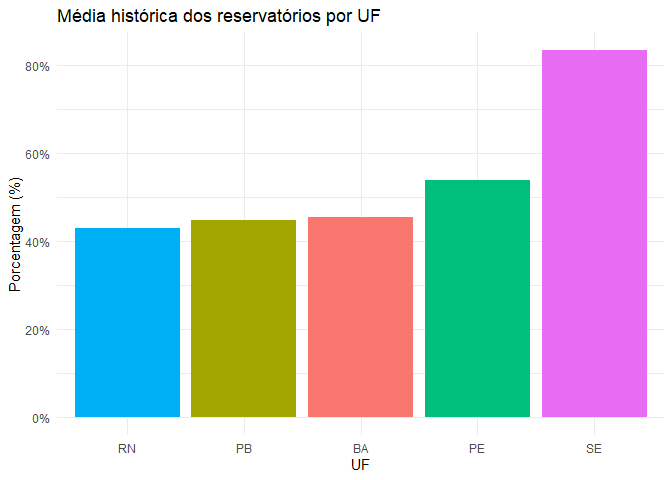 Média histórica dos reservatórios por UF
Porcentagem (%)
80%
60%
40%
20%
0%
RN PB BA PE SE
UF